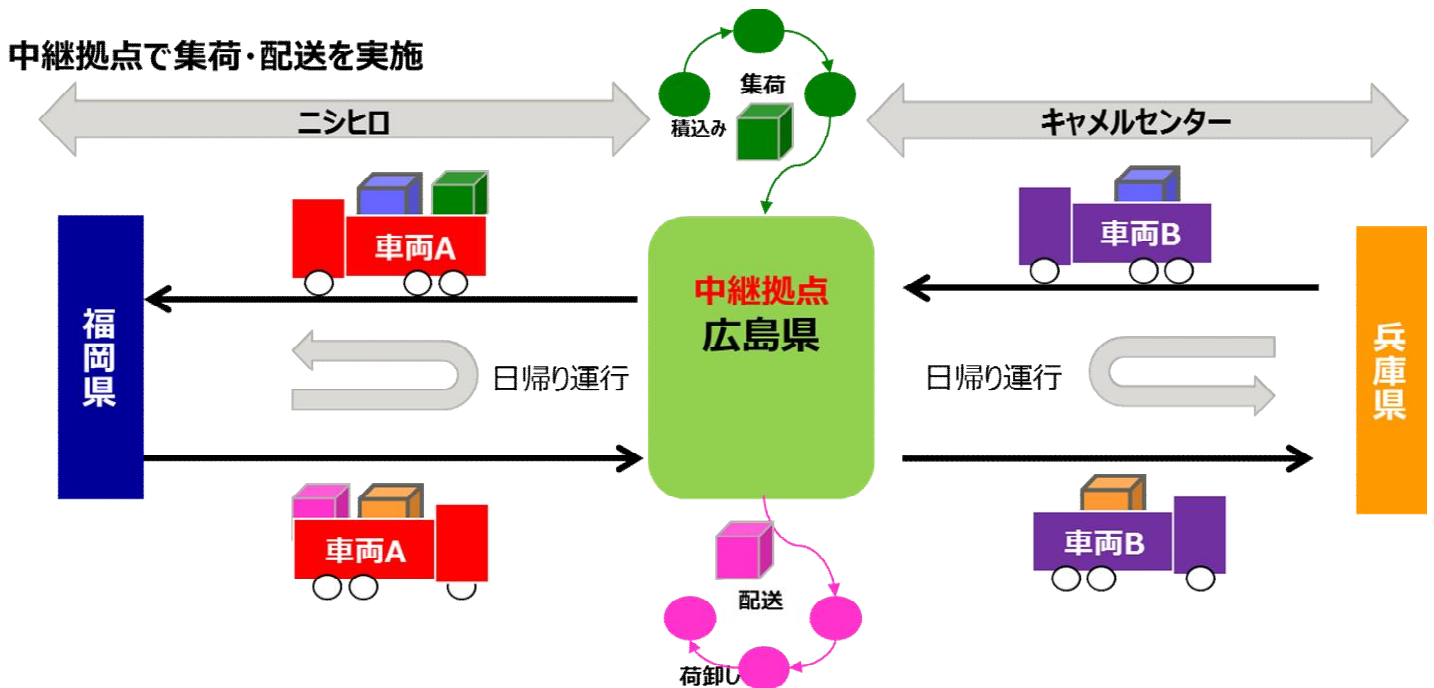 中継拠点で集荷・配送を実施
ニシヒロ
集荷
積込み
キャメルセンター
車両A
車両B
福岡県
中継拠点
広島県
兵庫県
日帰り運行
日帰り運行
車両A
車両B
配送
荷卸し